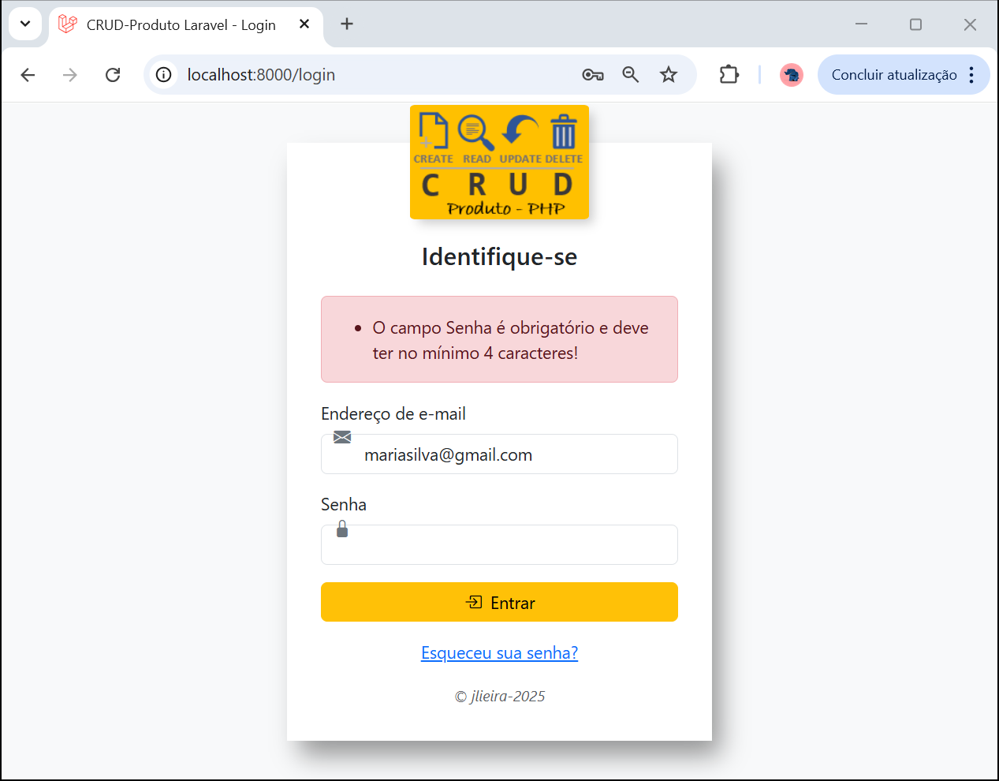 CRUD-Produto Laravel - Login
localhost:8000/login
Concluir atualização
CREATE READ UPDATE DELETE
C R U D
Produto - PHP
Identifique-se
• O campo Senha é obrigatório e deve
ter no mínimo 4 caracteres!
Endereço de e-mail
mariasilva@gmail.com
Senha
Entrar
Esqueceu sua senha?
© jlieira-2025